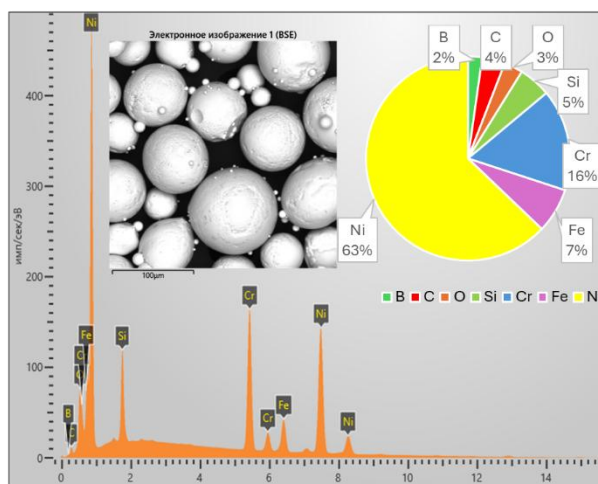 Электронное изображение 1 (BSE)
100µm
B
2%
C
4%
O
3%
Si
5%
Cr
16%
Fe
7%
Ni
63%
B C O Si Cr Fe N
имп/сек/эВ
400
300
200
100
0
Ni
Fe
O
B
C
Si
Cr
Cr
Fe
Ni
Ni
0 2 4 6 8 10 12 14